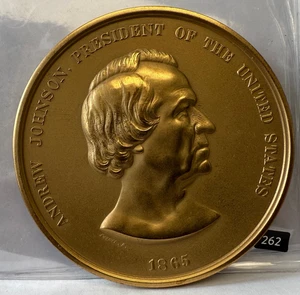 ANDREW JOHNSON. PRESIDENT OF THE UNITED STATES
1865
262